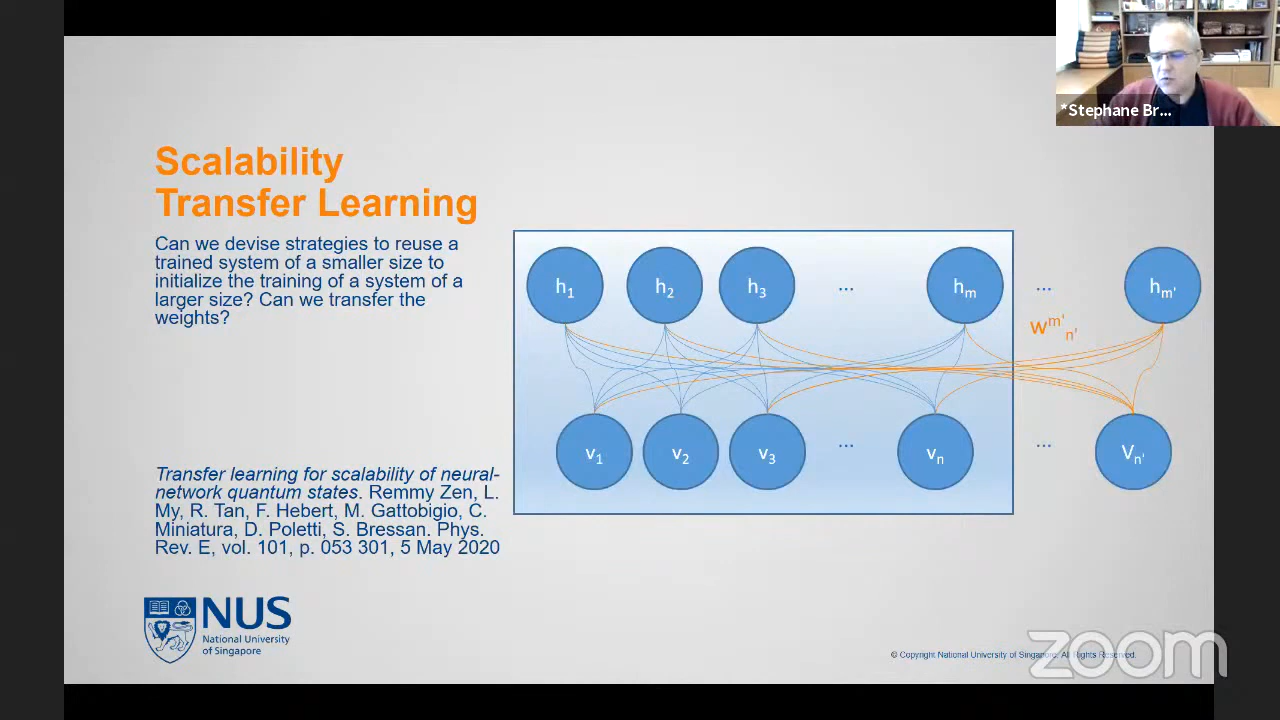 *Stephane Br...
Scalability
Transfer Learning
Can we devise strategies to reuse a
trained system of a smaller size to
initialize the training of a system of a
larger size? Can we transfer the
weights?
h1 h2 h3 ... hm ... hm'
wm'n'
v1 v2 v3 ... vn ... Vn'
Transfer learning for scalability of neural-
network quantum states. Remmy Zen, L.
My, R. Tan, F. Hebert, M. Gattobigio, C.
Miniatura, D. Poletti, S. Bressan. Phys.
Rev. E, vol. 101, p. 053 301, 5 May 2020
NUS
National University
of Singapore
© Copyright National University of Singapore. All Rights Reserved.
zoom